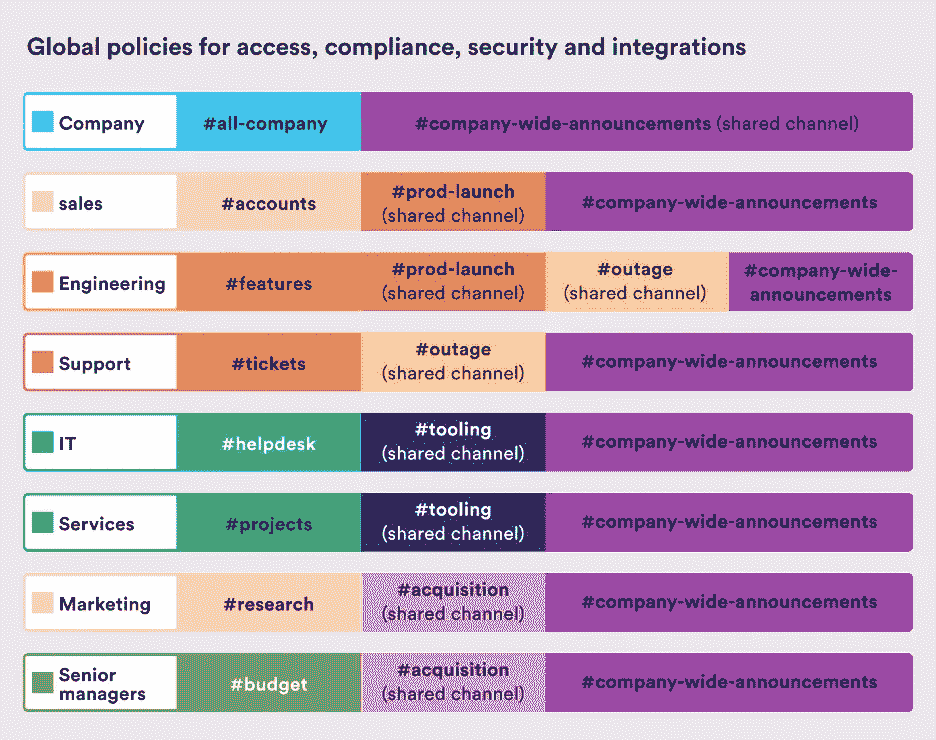 Global policies for access, compliance, security and integrations
Company #all-company #company-wide-announcements (shared channel)
sales #accounts #prod-launch (shared channel) #company-wide-announcements
Engineering #features #prod-launch (shared channel) #outage (shared channel) #company-wide-announcements
Support #tickets #outage (shared channel) #company-wide-announcements
IT #helpdesk #tooling (shared channel) #company-wide-announcements
Services #projects #tooling (shared channel) #company-wide-announcements
Marketing #research #acquisition (shared channel) #company-wide-announcements
Senior managers #budget #acquisition (shared channel) #company-wide-announcements